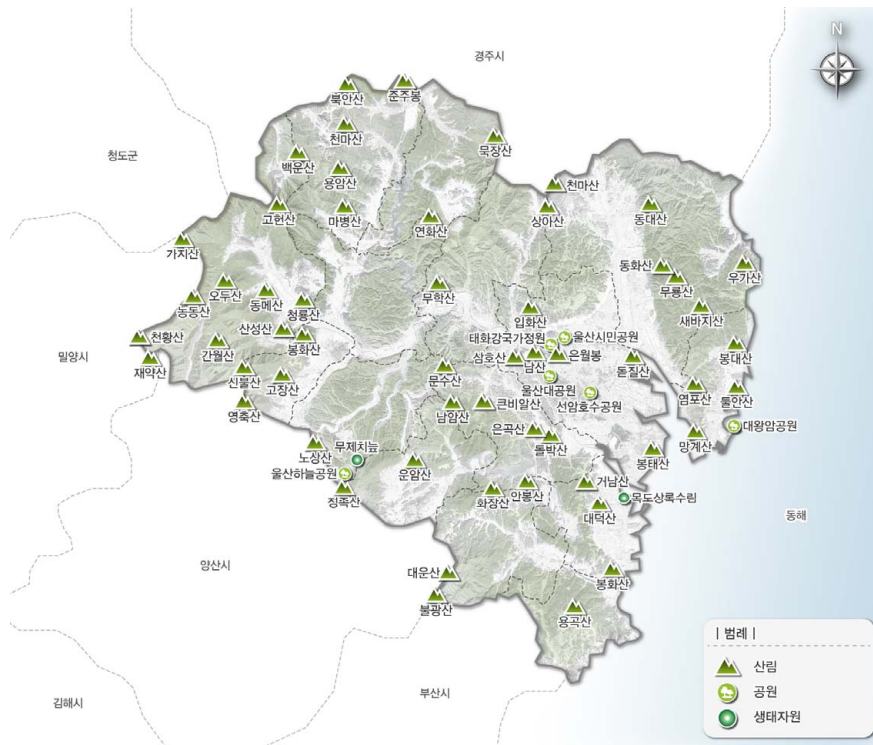 N
경주시
북안산
준주봉
천마산
묵장산
청도군
백운산
용암산
천마산
고헌산
마병산
연화산
상아산
동대산
가지산
동화산
우가산
무룡산
오두산
동메산
무학산
능동산
청룡산
입화산
새바지산
태화강국가정원
울산시민공원
천황산
산성산
봉화산
간월산
삼호산
남산
은월봉
돋질산
봉대산
밀양시
재약산
신불산
고장산
문수산
울산대공원
선암호수공원
염포산
툴안산
영축산
남암산
큰비알산
대왕암공원
은곡산
돌박산
망계산
노상산
무제치늪
운암산
봉태산
울산하늘공원
정족산
화장산
안봉산
거남산
목도상록수림
대덕산
동해
양산시
대운산
봉화산
불광산
용곡산
김해시
부산시
| 범례 |
산림
공원
생태자원